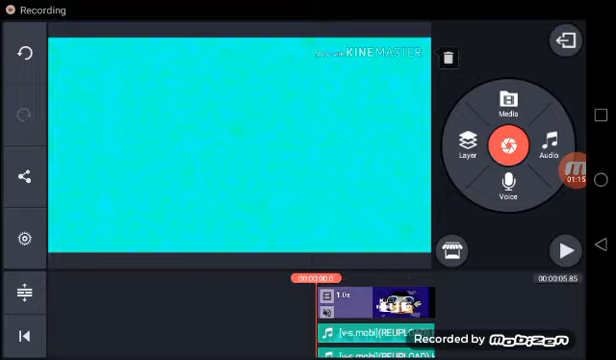 Recording
Made with KINEMASTER
Media
Layer
Audio
Voice
01:15
00:00:00.0
00:00:05.85
1.0x
[v-s.mobi](REUPLOAD)
[v-s.mobi](REUPLOAD)
Recorded by mobizen